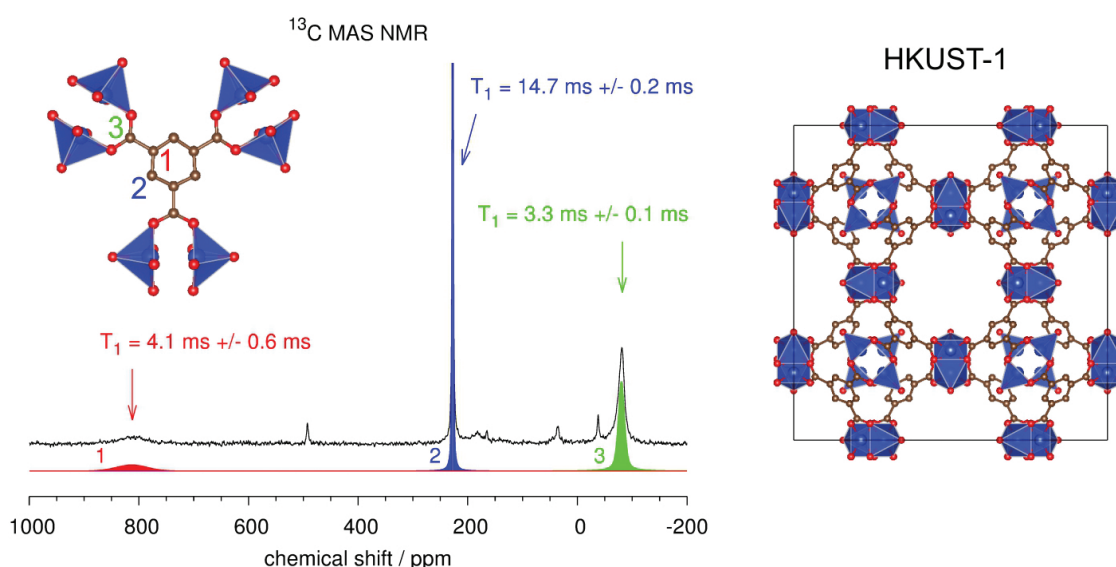 ¹³C MAS NMR
HKUST-1
T₁ = 14.7 ms +/- 0.2 ms
3
1
2
T₁ = 3.3 ms +/- 0.1 ms
T₁ = 4.1 ms +/- 0.6 ms
1
2
3
1000 800 600 400 200 0 -200
chemical shift / ppm